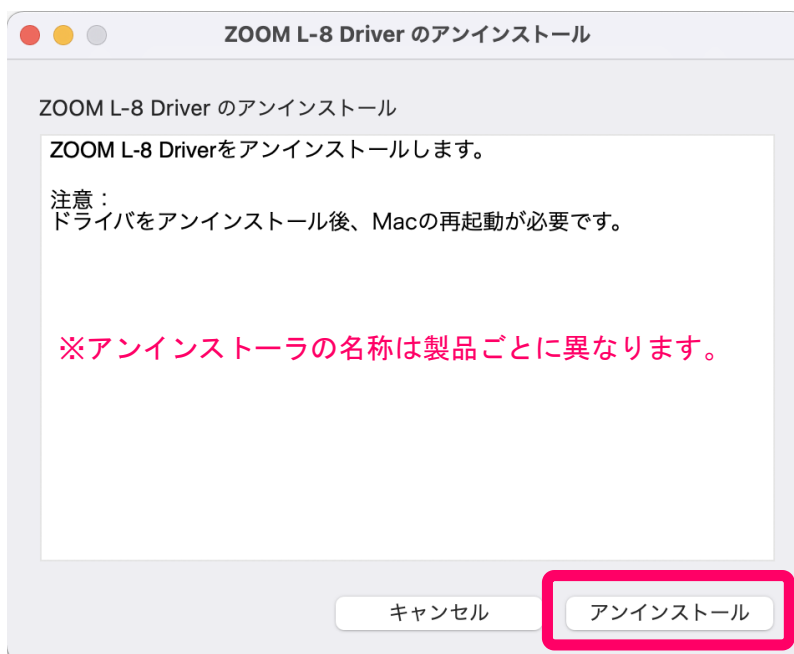 ZOOM L-8 Driver のアンインストール
ZOOM L-8 Driver のアンインストール
ZOOM L-8 Driverをアンインストールします。
注意：
ドライバをアンインストール後、Macの再起動が必要です。
※アンインストーラの名称は製品ごとに異なります。
キャンセル
アンインストール